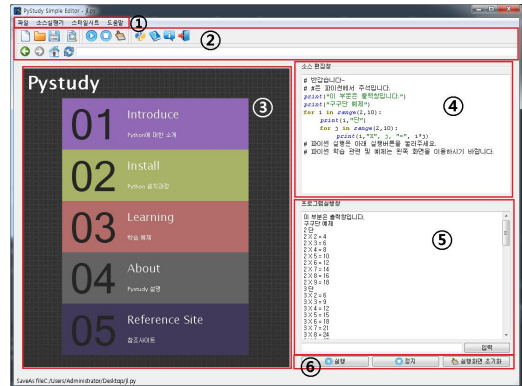 PyStudy Simple Editor - jl.py
파일 소스실행기 스타일시트 도움말 ①
②
Pystudy
③
01 Introduce
Python에 대한 소개
02 Install
Python 설치과정
03 Learning
학습 예제
04 About
Pystudy 설명
05 Reference Site
참조사이트
소스 편집창
④
# 반갑습니다~
# #은 파이썬에서 주석입니다.
print("이 부분은 출력창입니다.")
print("구구단 예제")
for i in range(2,10):
print(i,"단")
for j in range(2,10):
print(i,"X", j, "=", i*j)
# 파이썬 실행은 아래 실행버튼을 눌러주세요.
# 파이썬 학습 관련 및 예제는 왼쪽 화면을 이용하시기 바랍니다.
프로그램실행창
⑤
이 부분은 출력창입니다.
구구단 예제
2 단
2 X 2 = 4
2 X 3 = 6
2 X 4 = 8
2 X 5 = 10
2 X 6 = 12
2 X 7 = 14
2 X 8 = 16
2 X 9 = 18
3 단
3 X 2 = 6
3 X 3 = 9
3 X 4 = 12
3 X 5 = 15
3 X 6 = 18
3 X 7 = 21
3 X 8 = 24
입력
⑥ 실행 정지 실행화면 초기화
SaveAs fileC:/Users/Administrator/Desktop/jl.py